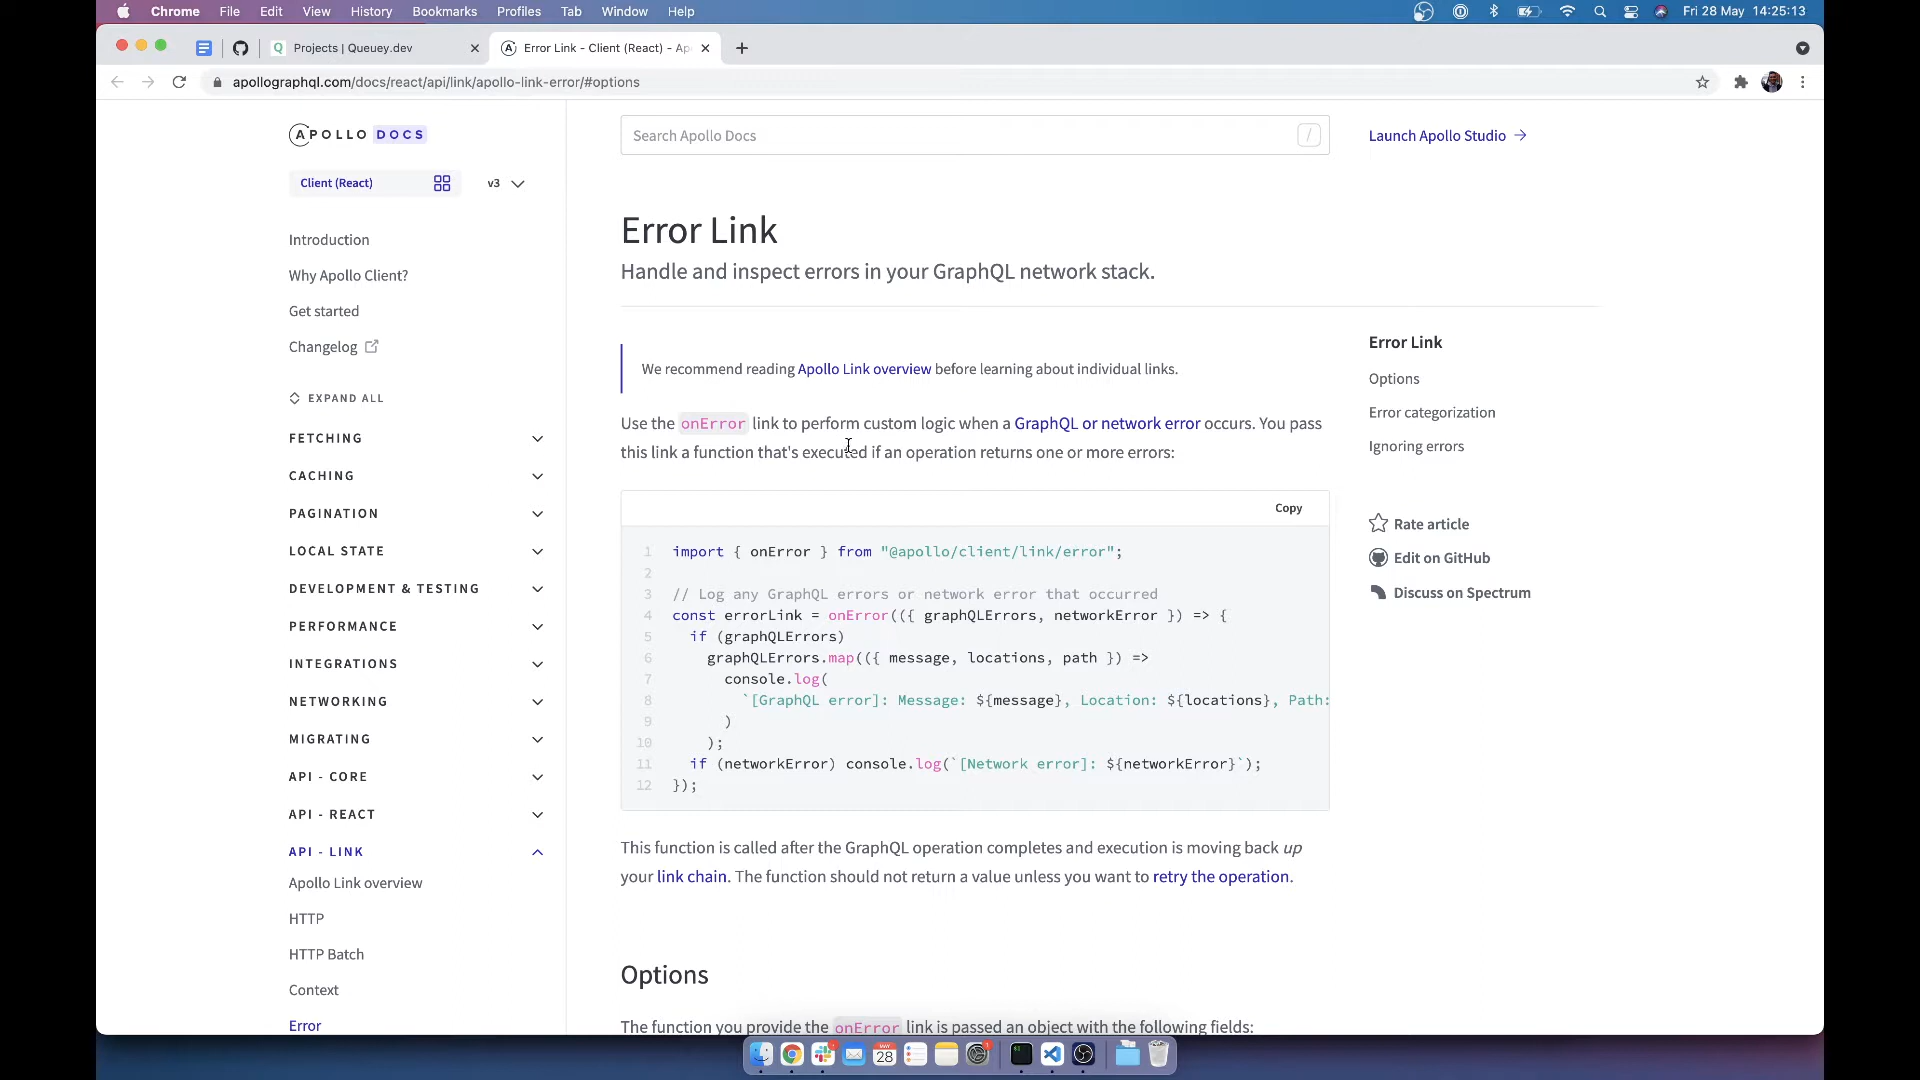 Chrome File Edit View History Bookmarks Profiles Tab Window Help Fri 28 May 14:25:13
Projects | Queuey.dev
Error Link - Client (React) - Ap
apollographql.com/docs/react/api/link/apollo-link-error/#options
APOLLO DOCS
Search Apollo Docs /
Launch Apollo Studio →
Client (React) v3
Introduction
Why Apollo Client?
Get started
Changelog
EXPAND ALL
FETCHING
CACHING
PAGINATION
LOCAL STATE
DEVELOPMENT & TESTING
PERFORMANCE
INTEGRATIONS
NETWORKING
MIGRATING
API - CORE
API - REACT
API - LINK
Apollo Link overview
HTTP
HTTP Batch
Context
Error
Error Link
Handle and inspect errors in your GraphQL network stack.
We recommend reading Apollo Link overview before learning about individual links.
Use the onError link to perform custom logic when a GraphQL or network error occurs. You pass
this link a function that's executed if an operation returns one or more errors:
Copy
1 import { onError } from "@apollo/client/link/error";
2
3 // Log any GraphQL errors or network error that occurred
4 const errorLink = onError(({ graphQLErrors, networkError }) => {
5 if (graphQLErrors)
6 graphQLErrors.map(({ message, locations, path }) =>
7 console.log(
8 `[GraphQL error]: Message: ${message}, Location: ${locations}, Path:
9 )
10 );
11 if (networkError) console.log(`[Network error]: ${networkError}`);
12 });
This function is called after the GraphQL operation completes and execution is moving back up
your link chain. The function should not return a value unless you want to retry the operation.
Options
The function you provide the onError link is passed an object with the following fields:
Error Link
Options
Error categorization
Ignoring errors
Rate article
Edit on GitHub
Discuss on Spectrum
28